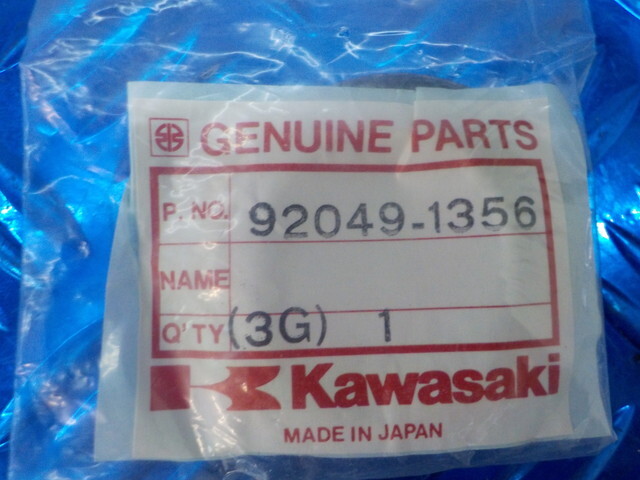 GENUINE PARTS
P. NO. 92049-1356
NAME
Q'TY (3G) 1
Kawasaki
MADE IN JAPAN